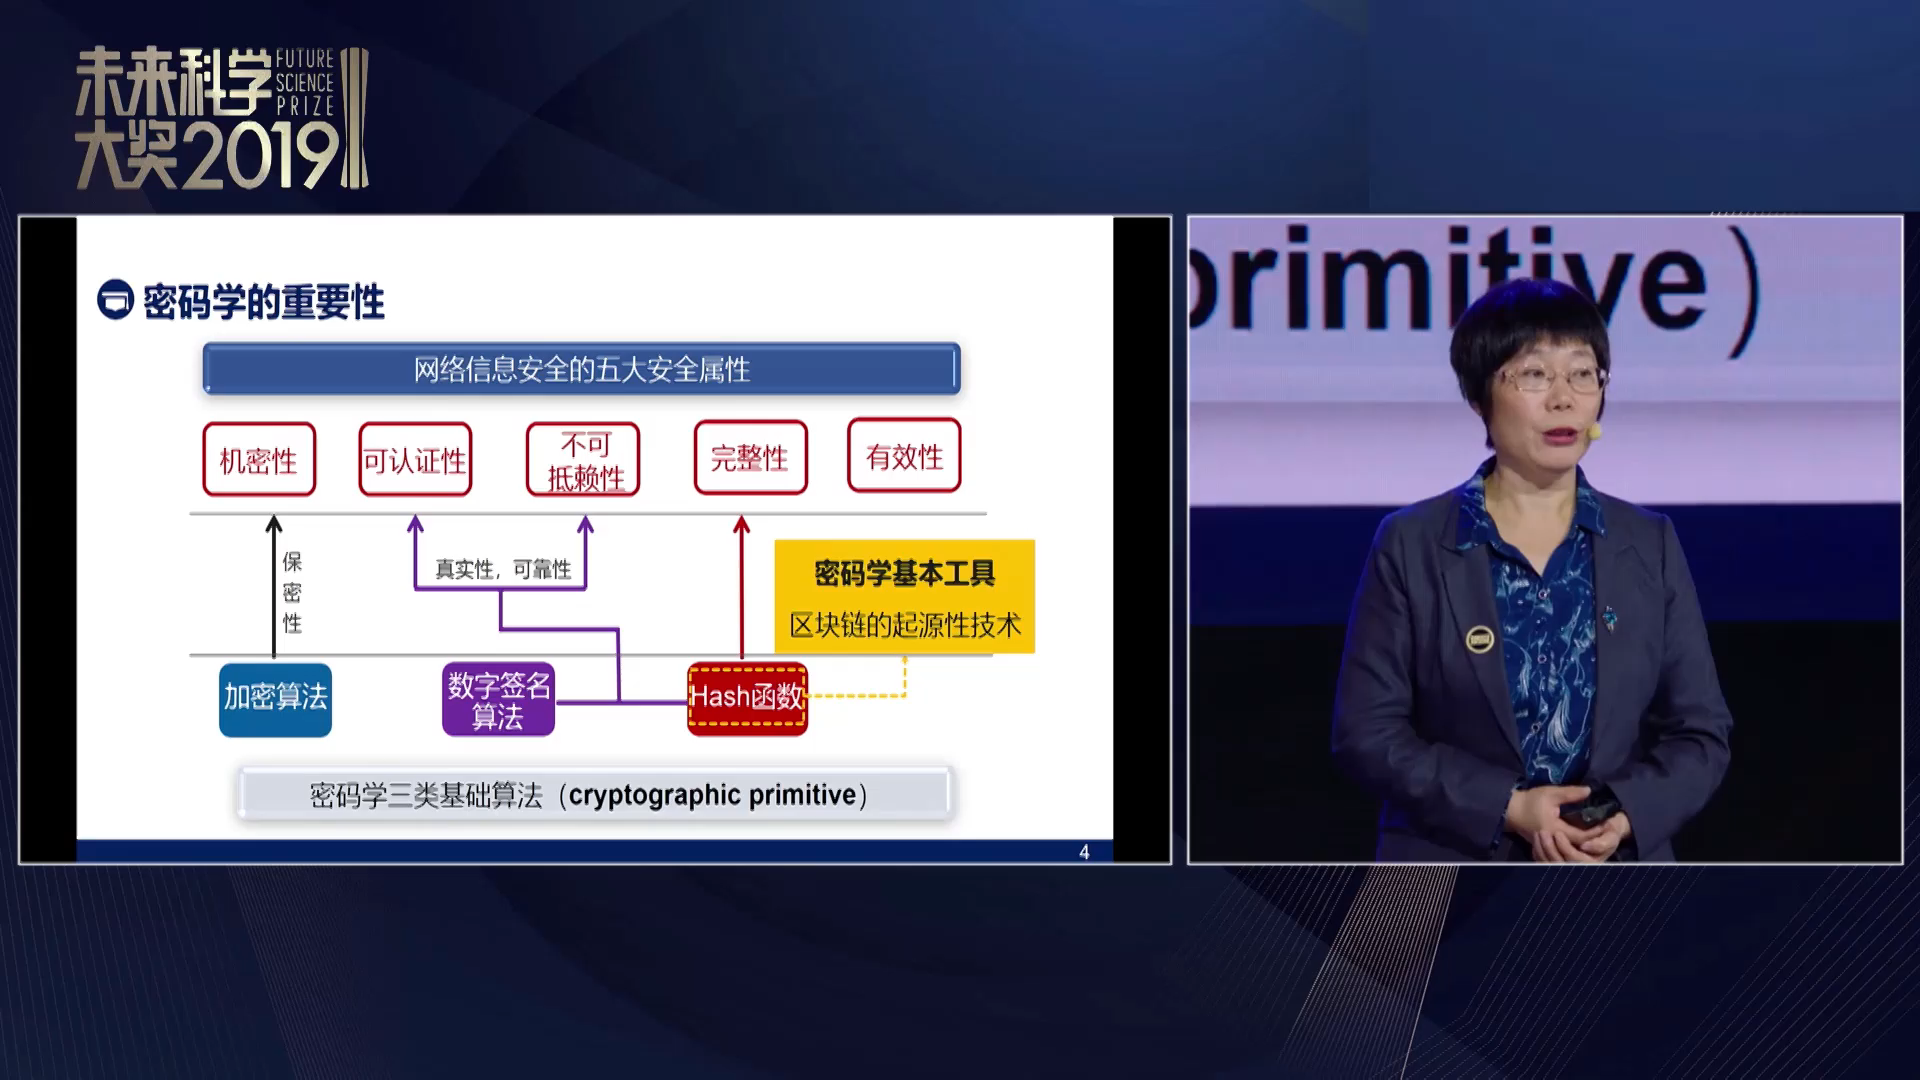 未来科学
FUTURE
SCIENCE
PRIZE
大奖2019
密码学的重要性
网络信息安全的五大安全属性
机密性
可认证性
不可
抵赖性
完整性
有效性
保
密
性
真实性，可靠性
密码学基本工具
区块链的起源性技术
加密算法
数字签名
算法
Hash函数
密码学三类基础算法（cryptographic primitive）
4
primitive）